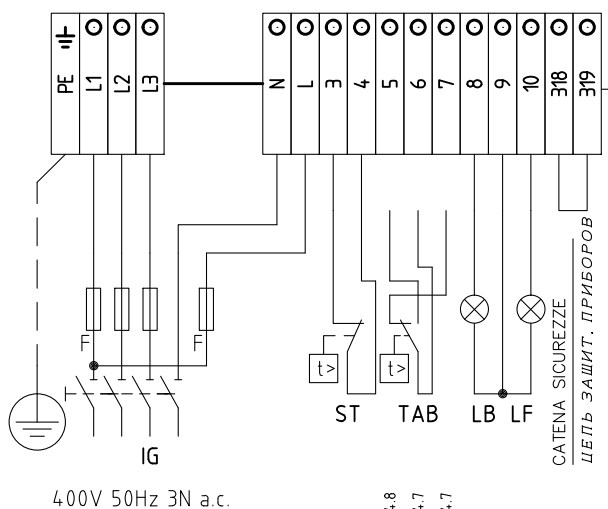 PE L1 L2 L3 N L 3 4 5 6 7 8 9 10 318 319
F F
t> t>
ST TAB LB LF
IG
CATENA SICUREZZE
ЦЕПЬ ЗАЩИТ. ПРИБОРОВ
400V 50Hz 3N a.c.